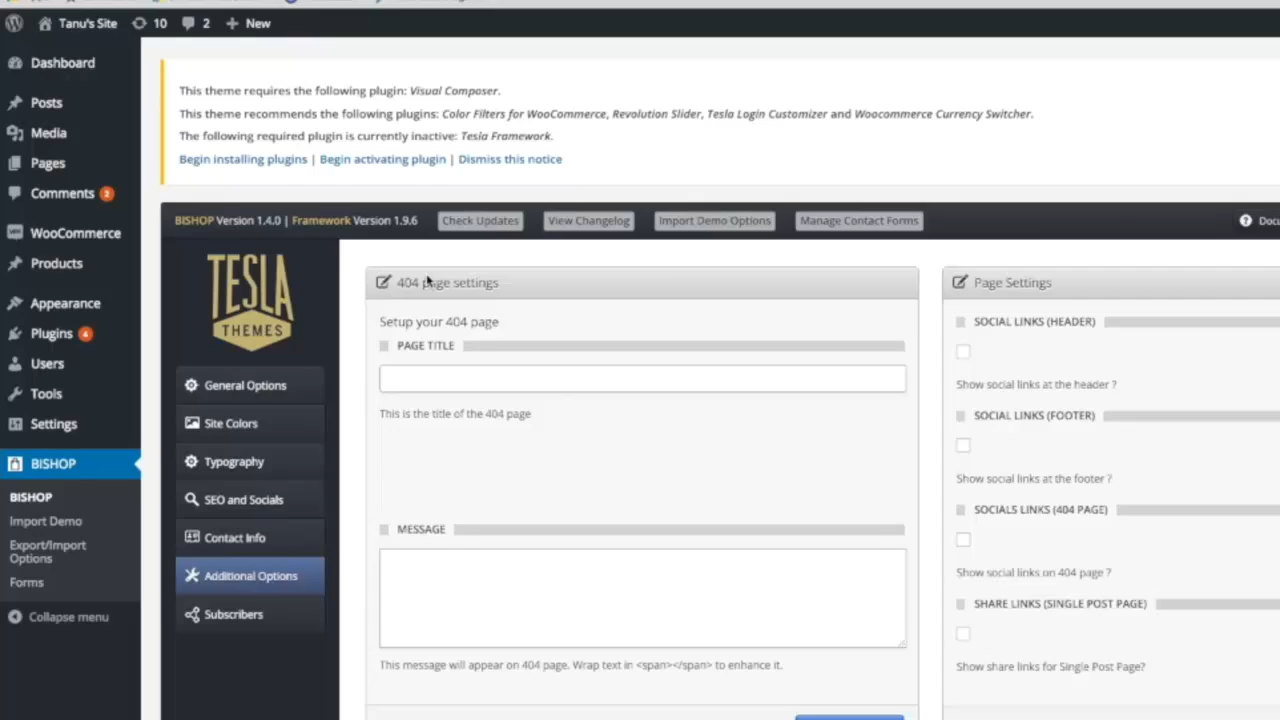 Tanu's Site 10 2 New
Dashboard
Posts
Media
Pages
Comments 2
WooCommerce
Products
Appearance
Plugins 4
Users
Tools
Settings
BISHOP
BISHOP
Import Demo
Export/Import
Options
Forms
Collapse menu
This theme requires the following plugin: Visual Composer.
This theme recommends the following plugins: Color Filters for WooCommerce, Revolution Slider, Tesla Login Customizer and Woocommerce Currency Switcher.
The following required plugin is currently inactive: Tesla Framework.
Begin installing plugins | Begin activating plugin | Dismiss this notice
BISHOP Version 1.4.0 | Framework Version 1.9.6 Check Updates View Changelog Import Demo Options Manage Contact Forms
TESLA
THEMES
General Options
Site Colors
Typography
SEO and Socials
Contact Info
Additional Options
Subscribers
404 page settings
Setup your 404 page
PAGE TITLE
This is the title of the 404 page
MESSAGE
This message will appear on 404 page. Wrap text in <span></span> to enhance it.
Page Settings
SOCIAL LINKS (HEADER)
Show social links at the header ?
SOCIAL LINKS (FOOTER)
Show social links at the footer ?
SOCIALS LINKS (404 PAGE)
Show social links on 404 page ?
SHARE LINKS (SINGLE POST PAGE)
Show share links for Single Post Page?